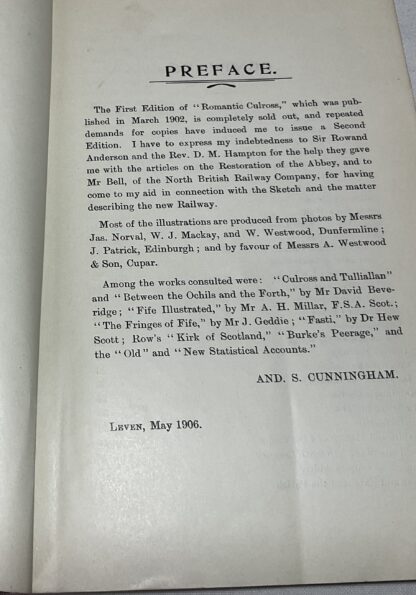 PREFACE.
The First Edition of "Romantic Culross," which was pub-
lished in March 1902, is completely sold out, and repeated
demands for copies have induced me to issue a Second
Edition. I have to express my indebtedness to Sir Rowand
Anderson and the Rev. D. M. Hampton for the help they gave
me with the articles on the Restoration of the Abbey, and to
Mr Bell, of the North British Railway Company, for having
come to my aid in connection with the Sketch and the matter
describing the new Railway.
Most of the illustrations are produced from photos by Messrs
Jas. Norval, W. J. Mackay, and W. Westwood, Dunfermline;
J. Patrick, Edinburgh; and by favour of Messrs A. Westwood
& Son, Cupar.
Among the works consulted were: "Culross and Tulliallan"
and "Between the Ochils and the Forth," by Mr David Beve-
ridge; "Fife Illustrated," by Mr A. H. Millar, F.S.A. Scot.;
"The Fringes of Fife," by Mr J. Geddie; "Fasti," by Dr Hew
Scott; Row's "Kirk of Scotland," "Burke's Peerage," and
the "Old" and "New Statistical Accounts."
AND. S. CUNNINGHAM.
LEVEN, May 1906.